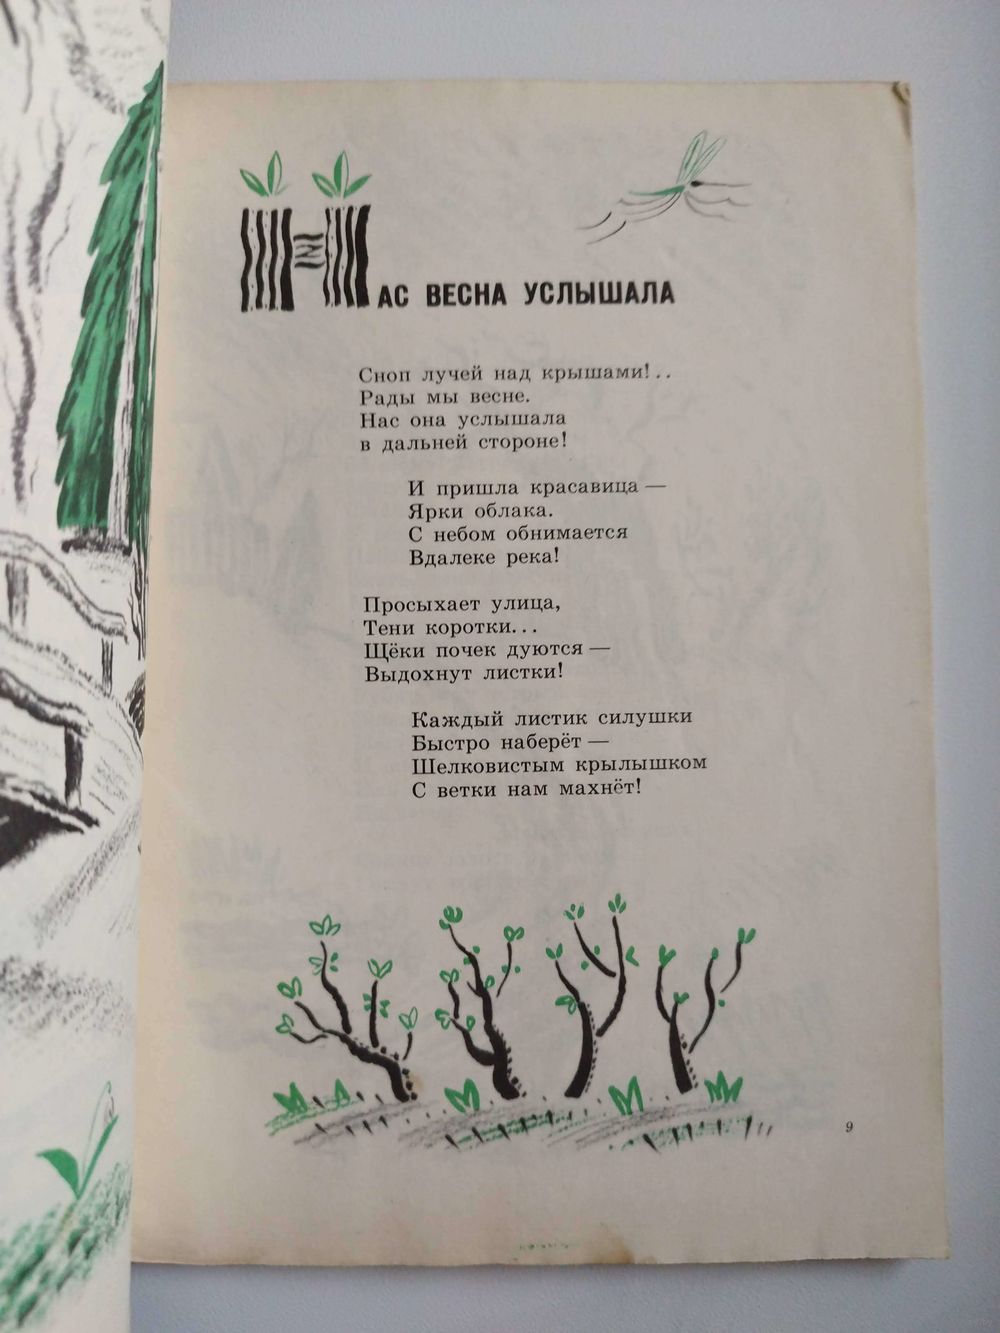 НАС ВЕСНА УСЛЫШАЛА
Сноп лучей над крышами!..
Рады мы весне.
Нас она услышала
в дальней стороне!
И пришла красавица —
Ярки облака.
С небом обнимается
Вдалеке река!
Просыхает улица,
Тени коротки...
Щёки почек дуются —
Выдохнут листки!
Каждый листик силушки
Быстро наберёт —
Шелковистым крылышком
С ветки нам махнёт!
9